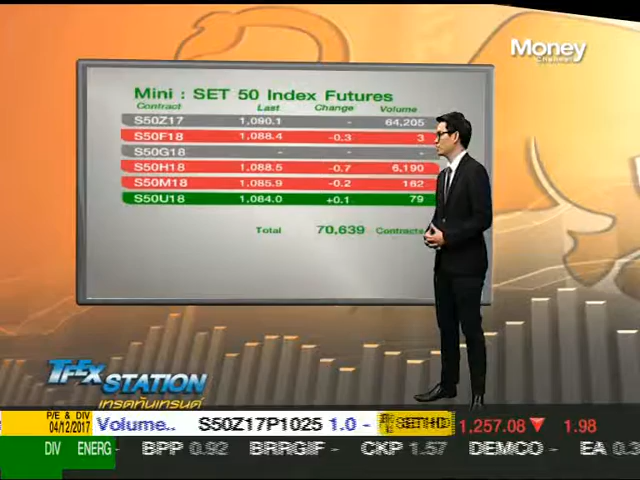 Money
Channel
Mini : SET 50 Index Futures
Contract Last Change Volume
S50Z17 1,090.1 - 64,205
S50F18 1,088.4 -0.3 3
S50G18 - - -
S50H18 1,088.5 -0.7 6,190
S50M18 1,085.9 -0.2 162
S50U18 1,084.0 +0.1 79
Total 70,639 Contracts
TFEX STATION
เทรดทันเทรนด์
P/E & DIV
04/12/2017
Volume.. S50Z17P1025 1.0 - 1,257.08 ▼ 1.98
DIV ENERG - BPP 0.92 BRRGIF - CKP 1.57 DEMCO - EA 0.3